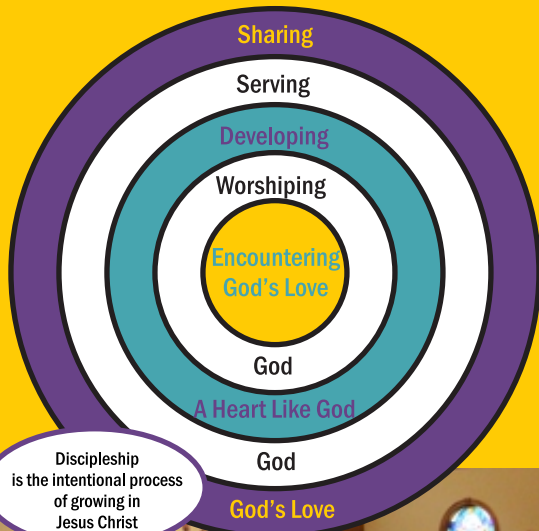 Sharing
Serving
Developing
Worshiping
Encountering
God's Love
God
A Heart Like God
God
God's Love
Discipleship
is the intentional process
of growing in
Jesus Christ